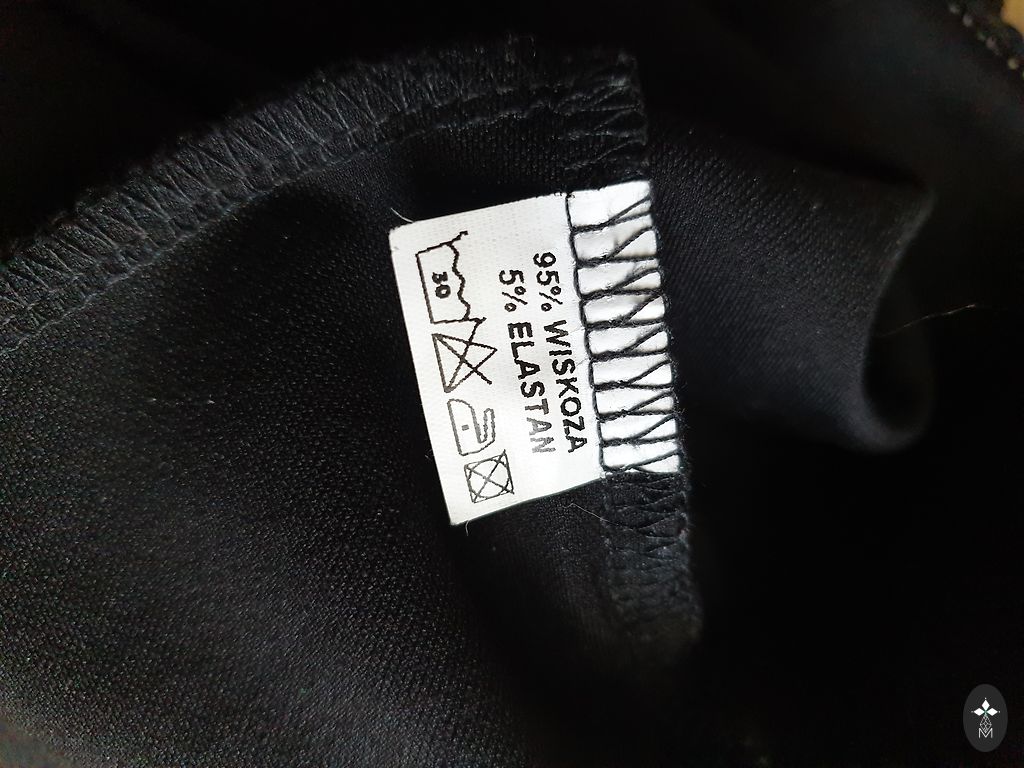 95% WISKOZA
5% ELASTAN
30